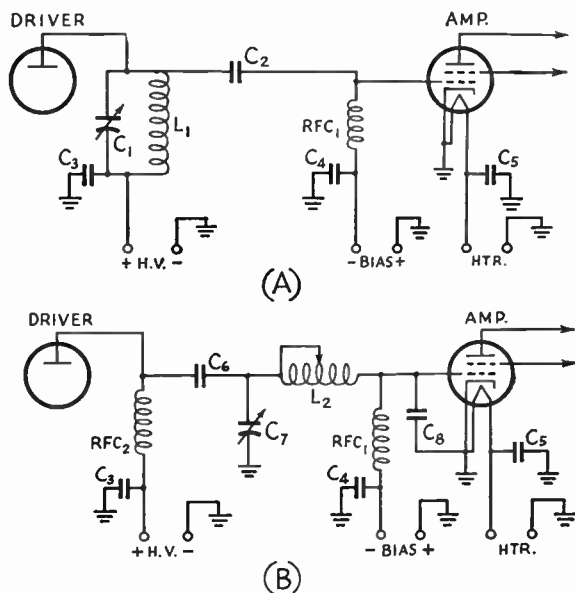 DRIVER
AMP.
C2
C1
L1
RFC1
C3
C4
C5
+ H.V. -
- BIAS +
HTR.
(A)
DRIVER
AMP.
C6
L2
C7
RFC2
RFC1
C8
C3
C4
C5
+ H.V. -
- BIAS +
HTR.
(B)